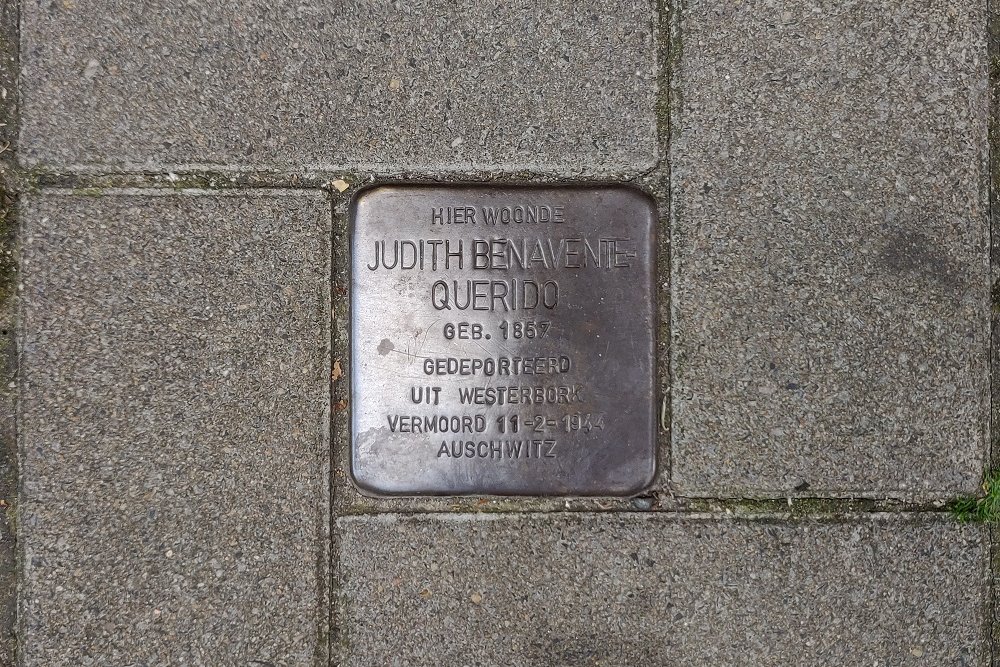 HIER WOONDE
JUDITH BENAVENTE-
QUERIDO
GEB. 1857
GEDEPORTEERD
UIT WESTERBORK
VERMOORD 11-2-1944
AUSCHWITZ